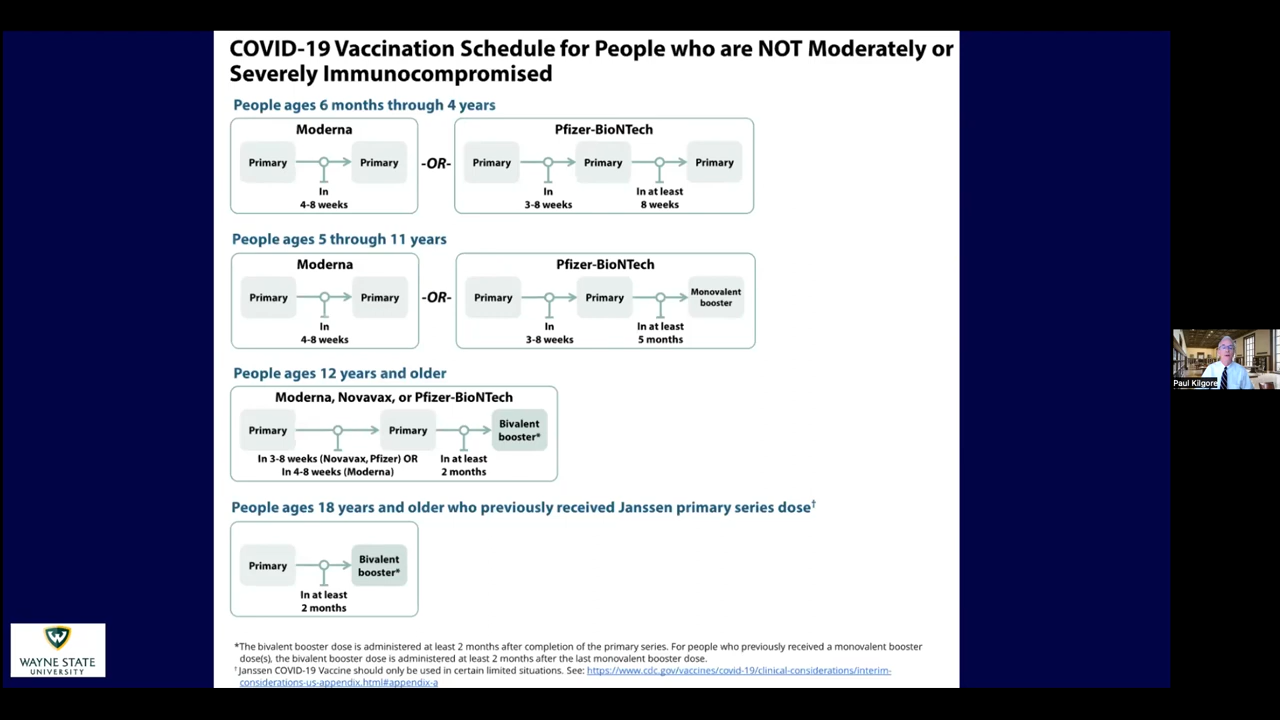 COVID-19 Vaccination Schedule for People who are NOT Moderately or
Severely Immunocompromised
People ages 6 months through 4 years
Moderna
Primary
Primary
In
4-8 weeks
-OR-
Pfizer-BioNTech
Primary
Primary
Primary
In
3-8 weeks
In at least
8 weeks
People ages 5 through 11 years
Moderna
Primary
Primary
In
4-8 weeks
-OR-
Pfizer-BioNTech
Primary
Primary
Monovalent
booster
In
3-8 weeks
In at least
5 months
People ages 12 years and older
Moderna, Novavax, or Pfizer-BioNTech
Primary
Primary
Bivalent
booster*
In 3-8 weeks (Novavax, Pfizer) OR
In 4-8 weeks (Moderna)
In at least
2 months
People ages 18 years and older who previously received Janssen primary series dose†
Primary
Bivalent
booster*
In at least
2 months
*The bivalent booster dose is administered at least 2 months after completion of the primary series. For people who previously received a monovalent booster
dose(s), the bivalent booster dose is administered at least 2 months after the last monovalent booster dose.
†Janssen COVID-19 Vaccine should only be used in certain limited situations. See: https://www.cdc.gov/vaccines/covid-19/clinical-considerations/interim-
considerations-us-appendix.html#appendix-a
WAYNE STATE
UNIVERSITY
Paul Kilgore